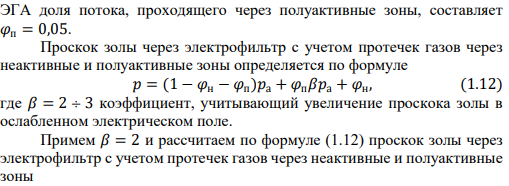 ЭГА доля потока, проходящего через полуактивные зоны, составляет
𝜑п = 0,05.
Проскок золы через электрофильтр с учетом протечек газов через
неактивные и полуактивные зоны определяется по формуле
𝑝 = (1 − 𝜑н − 𝜑п)𝑝а + 𝜑п𝛽𝑝а + 𝜑н, (1.12)
где 𝛽 = 2 ÷ 3 коэффициент, учитывающий увеличение проскока золы в
ослабленном электрическом поле.
Примем 𝛽 = 2 и рассчитаем по формуле (1.12) проскок золы через
электрофильтр с учетом протечек газов через неактивные и полуактивные
зоны